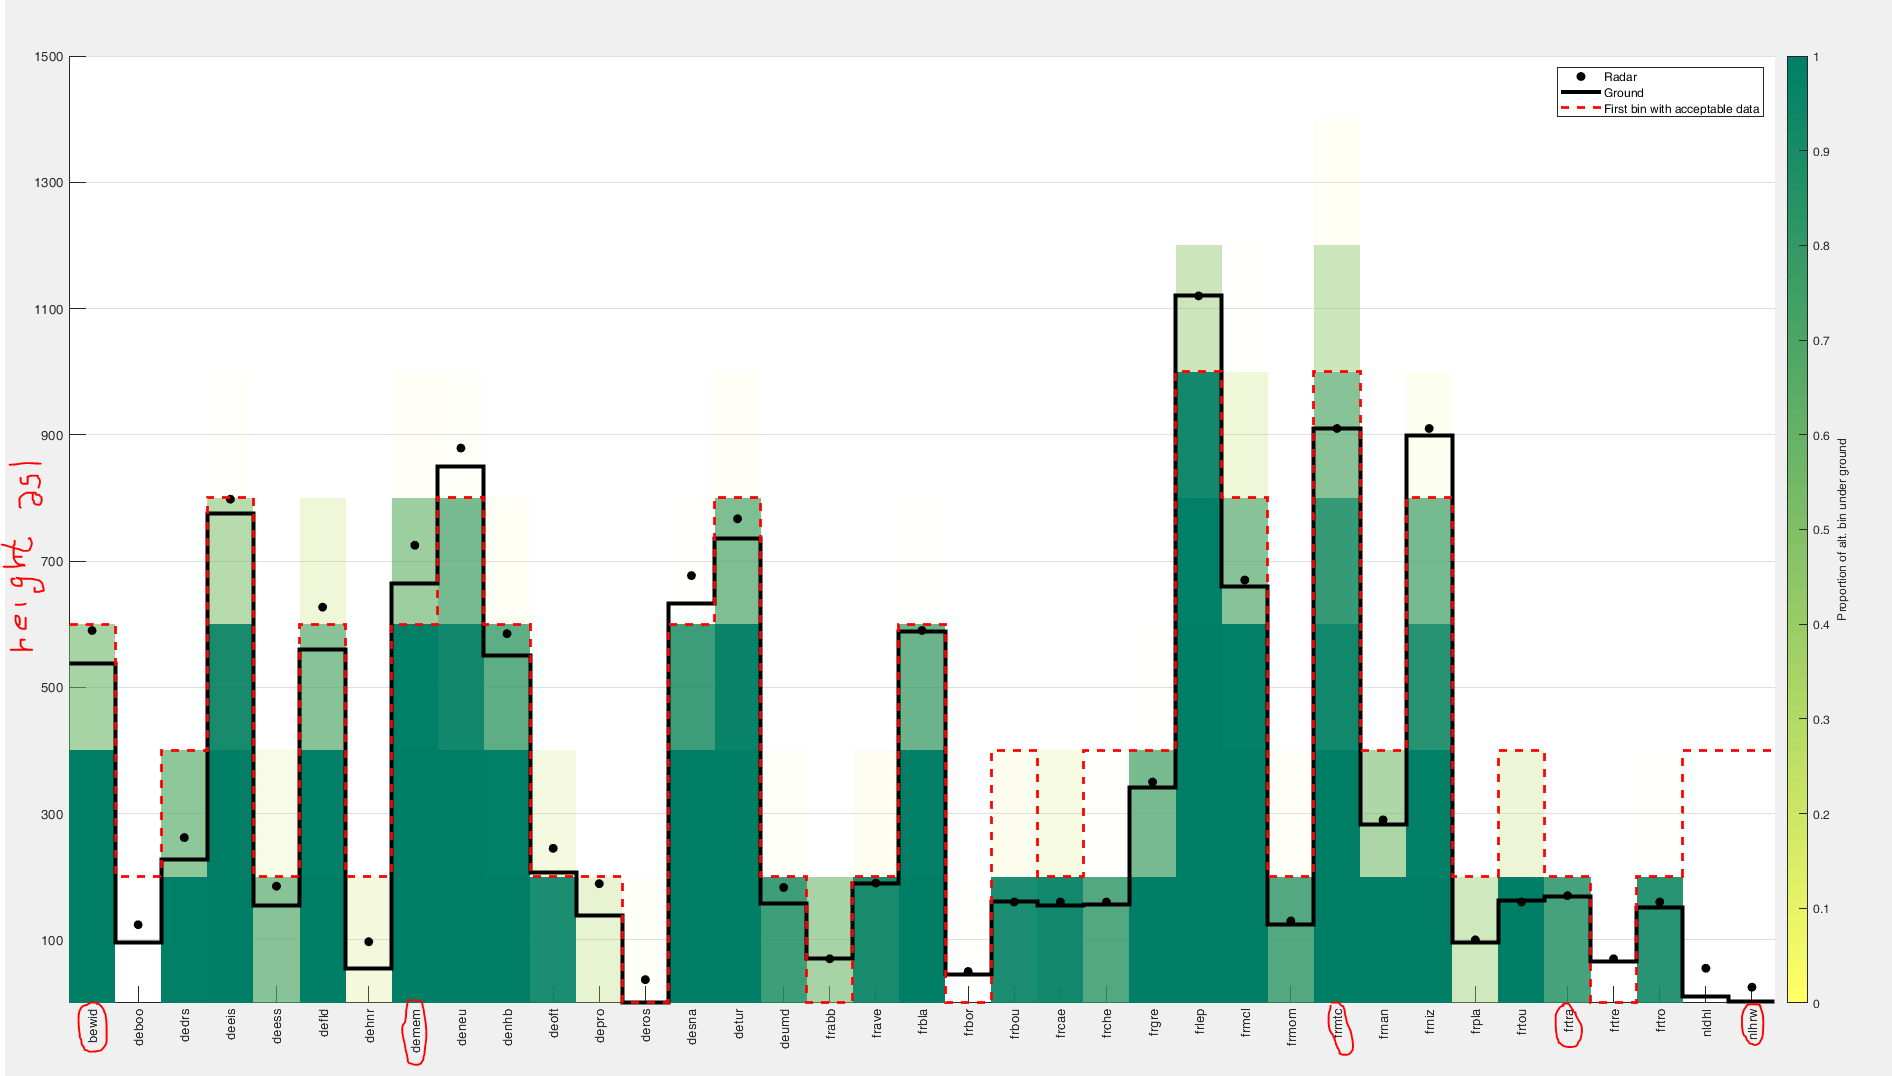 1500
1300
1100
900
700
500
300
100
height asl
Radar
Ground
First bin with acceptable data
1
0.9
0.8
0.7
0.6
0.5
0.4
0.3
0.2
0.1
0
Proportion of alt. bin under ground
bewid
deboo
dedrs
deeis
deess
defld
dehnr
demem
deneu
denhb
deoft
depro
deros
desna
detur
deumd
frabb
frave
frbla
frbor
frbou
frcae
frche
frgre
frlep
frmcl
frmom
frmtc
frnan
frniz
frpla
frtou
frtra
frtre
frtro
nldhl
nlhrw